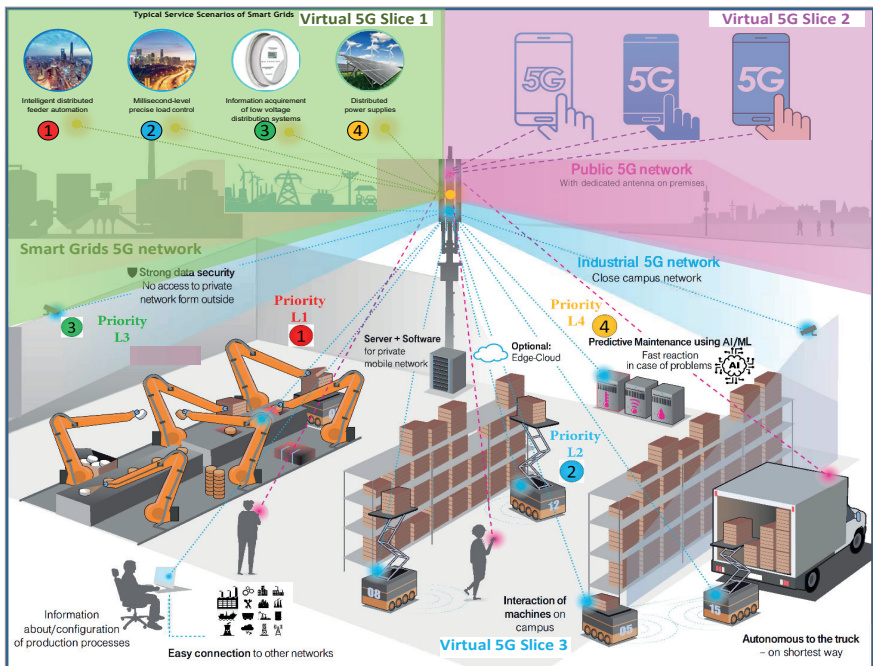 Typical Service Scenarios of Smart Grids
Virtual 5G Slice 1
Virtual 5G Slice 2
Intelligent distributed
feeder automation
Millisecond-level
precise load control
Information acquirement
of low voltage
distribution systems
Distributed
power supplies
1
2
3
4
5G
5G
5G
Public 5G network
With dedicated antenna on premises
Smart Grids 5G network
Industrial 5G network
Close campus network
Strong data security
No access to private
network form outside
3
Priority
L3
Priority
L1
1
Server + Software
for private
mobile network
Optional:
Edge-Cloud
Priority
L4
4
Predictive Maintenance using AI/ML
Fast reaction
in case of problems
AI
Priority
L2
2
12
08
05
15
Information
about/configuration
of production processes
Easy connection to other networks
Interaction of
machines on
campus
Virtual 5G Slice 3
Autonomous to the truck
– on shortest way